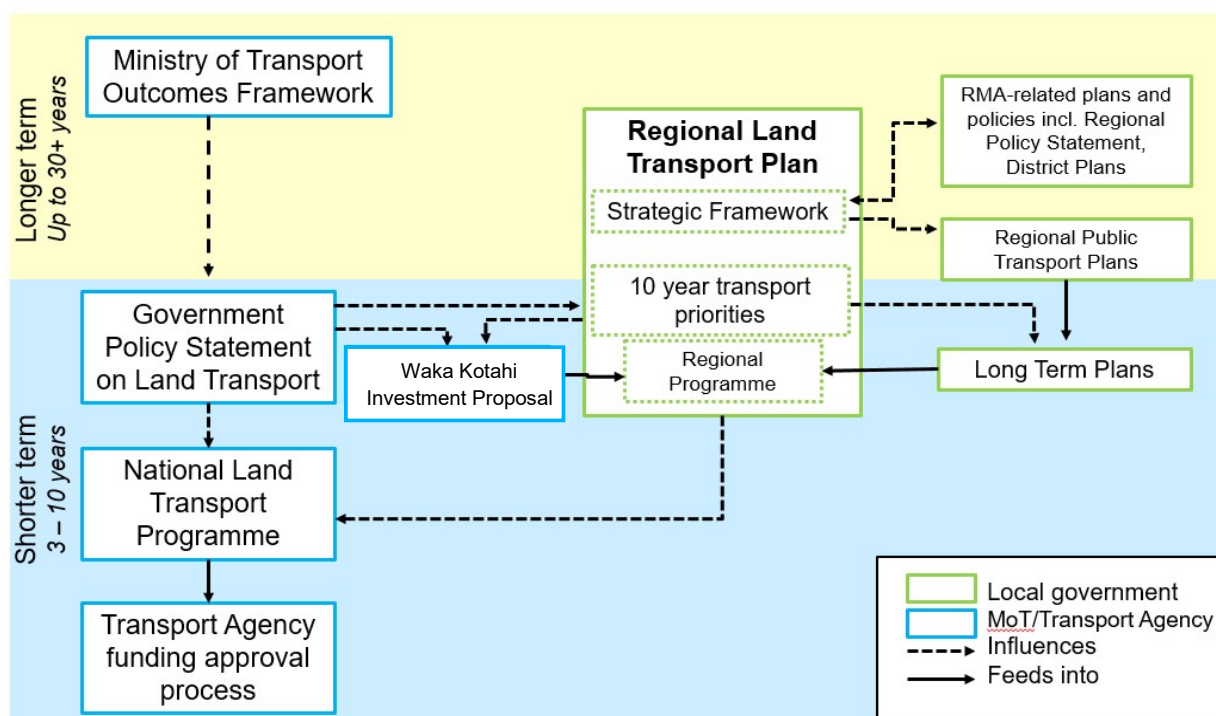 Longer term
Up to 30+ years
Ministry of Transport
Outcomes Framework
Regional Land
Transport Plan
Strategic Framework
RMA-related plans and
policies incl. Regional
Policy Statement,
District Plans
Regional Public
Transport Plans
Shorter term
3 – 10 years
Government
Policy Statement
on Land Transport
10 year transport
priorities
Waka Kotahi
Investment Proposal
Regional
Programme
Long Term Plans
National Land
Transport
Programme
Transport Agency
funding approval
process
Local government
MoT/Transport Agency
Influences
Feeds into